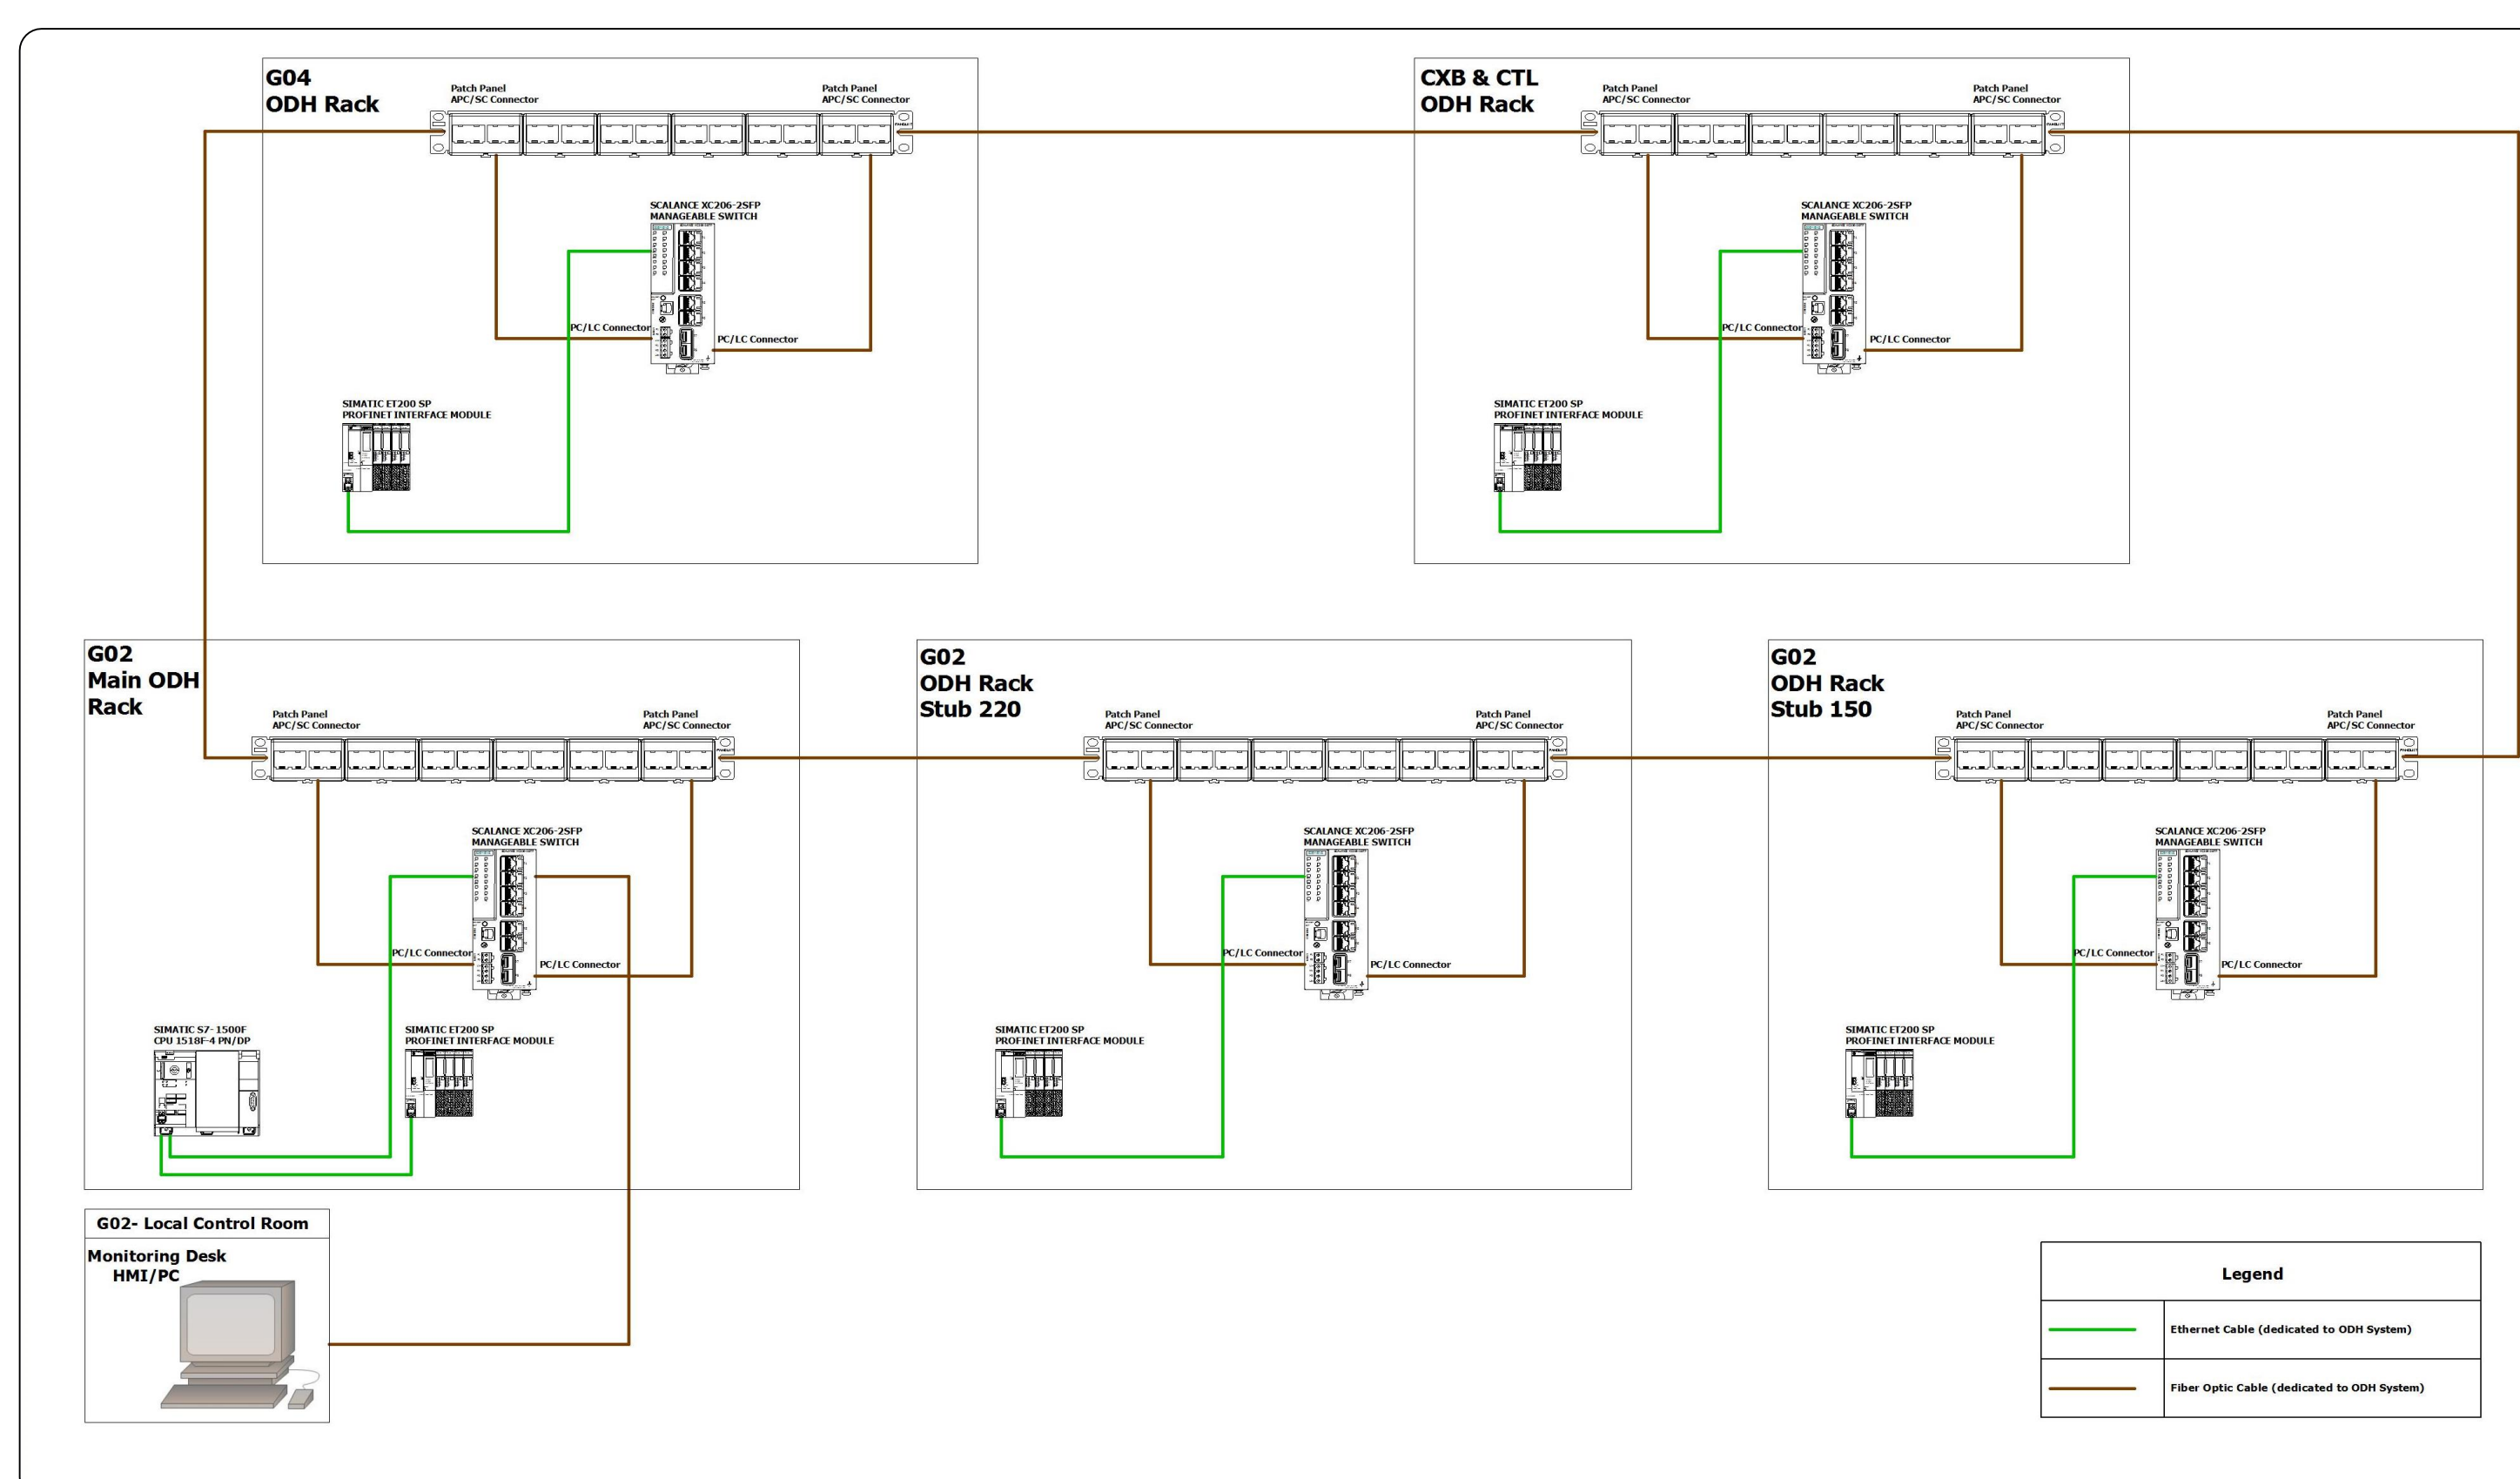 G04
ODH Rack
Patch Panel
APC/SC Connector
Patch Panel
APC/SC Connector
SCALANCE XC206-2SFP
MANAGEABLE SWITCH
PC/LC Connector
PC/LC Connector
SIMATIC ET200 SP
PROFINET INTERFACE MODULE
CXB & CTL
ODH Rack
Patch Panel
APC/SC Connector
Patch Panel
APC/SC Connector
SCALANCE XC206-2SFP
MANAGEABLE SWITCH
PC/LC Connector
PC/LC Connector
SIMATIC ET200 SP
PROFINET INTERFACE MODULE
G02
Main ODH
Rack
Patch Panel
APC/SC Connector
Patch Panel
APC/SC Connector
SCALANCE XC206-2SFP
MANAGEABLE SWITCH
PC/LC Connector
PC/LC Connector
SIMATIC S7-1500F
CPU 1518F-4 PN/DP
SIMATIC ET200 SP
PROFINET INTERFACE MODULE
G02
ODH Rack
Stub 220
Patch Panel
APC/SC Connector
Patch Panel
APC/SC Connector
SCALANCE XC206-2SFP
MANAGEABLE SWITCH
PC/LC Connector
PC/LC Connector
SIMATIC ET200 SP
PROFINET INTERFACE MODULE
G02
ODH Rack
Stub 150
Patch Panel
APC/SC Connector
Patch Panel
APC/SC Connector
SCALANCE XC206-2SFP
MANAGEABLE SWITCH
PC/LC Connector
PC/LC Connector
SIMATIC ET200 SP
PROFINET INTERFACE MODULE
G02- Local Control Room
Monitoring Desk
HMI/PC
Legend
Ethernet Cable (dedicated to ODH System)
Fiber Optic Cable (dedicated to ODH System)